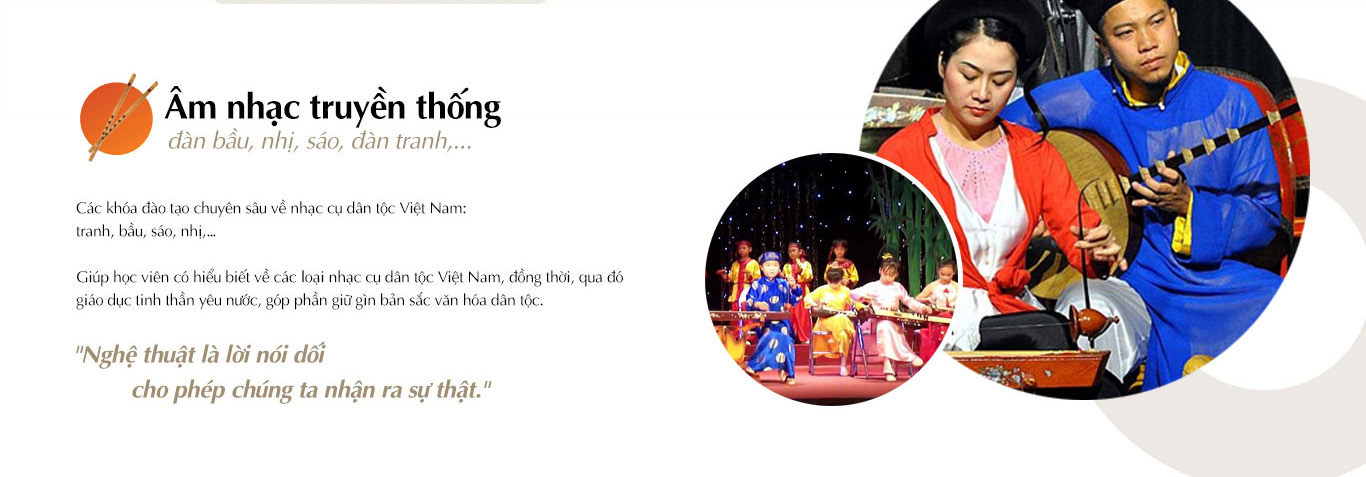 Âm nhạc truyền thống
đàn bầu, nhị, sáo, đàn tranh,...
Các khóa đào tạo chuyên sâu về nhạc cụ dân tộc Việt Nam:
tranh, bầu, sáo, nhị,...
Giúp học viên có hiểu biết về các loại nhạc cụ dân tộc Việt Nam, đồng thời, qua đó
giáo dục tinh thần yêu nước, góp phần giữ gìn bản sắc văn hóa dân tộc.
"Nghệ thuật là lời nói dối
cho phép chúng ta nhận ra sự thật."